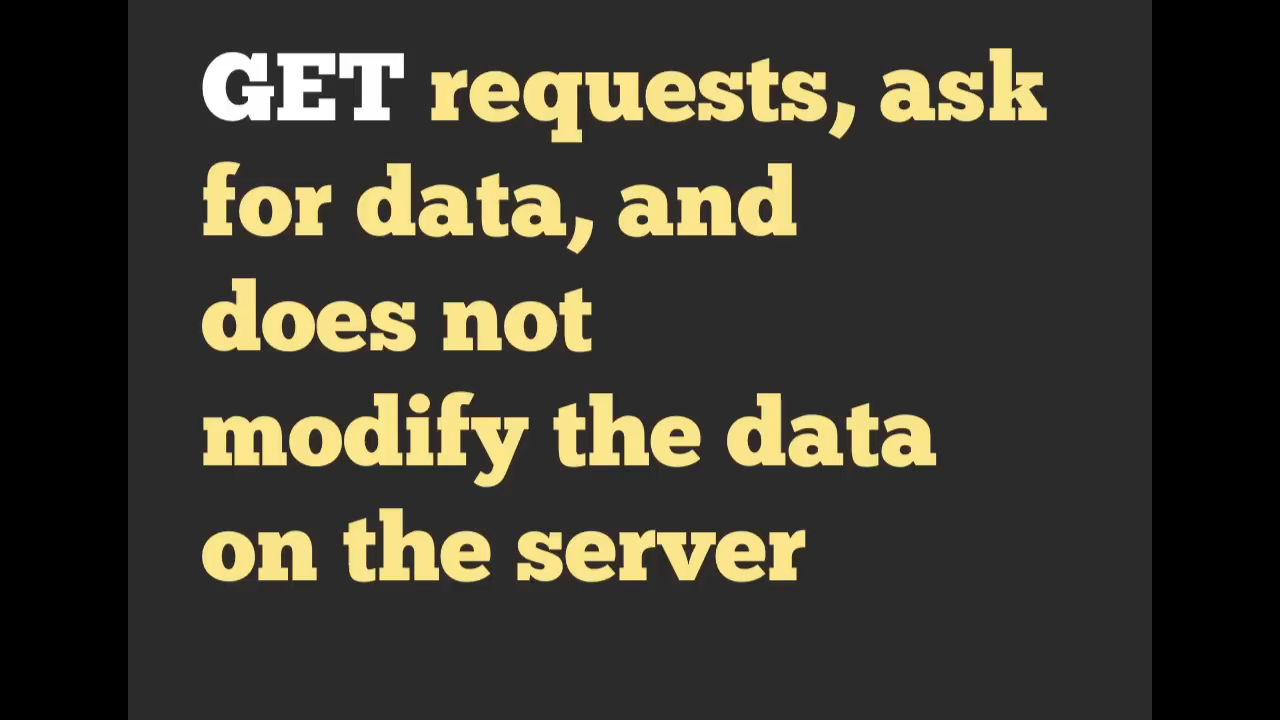 GET requests, ask
for data, and
does not
modify the data
on the server